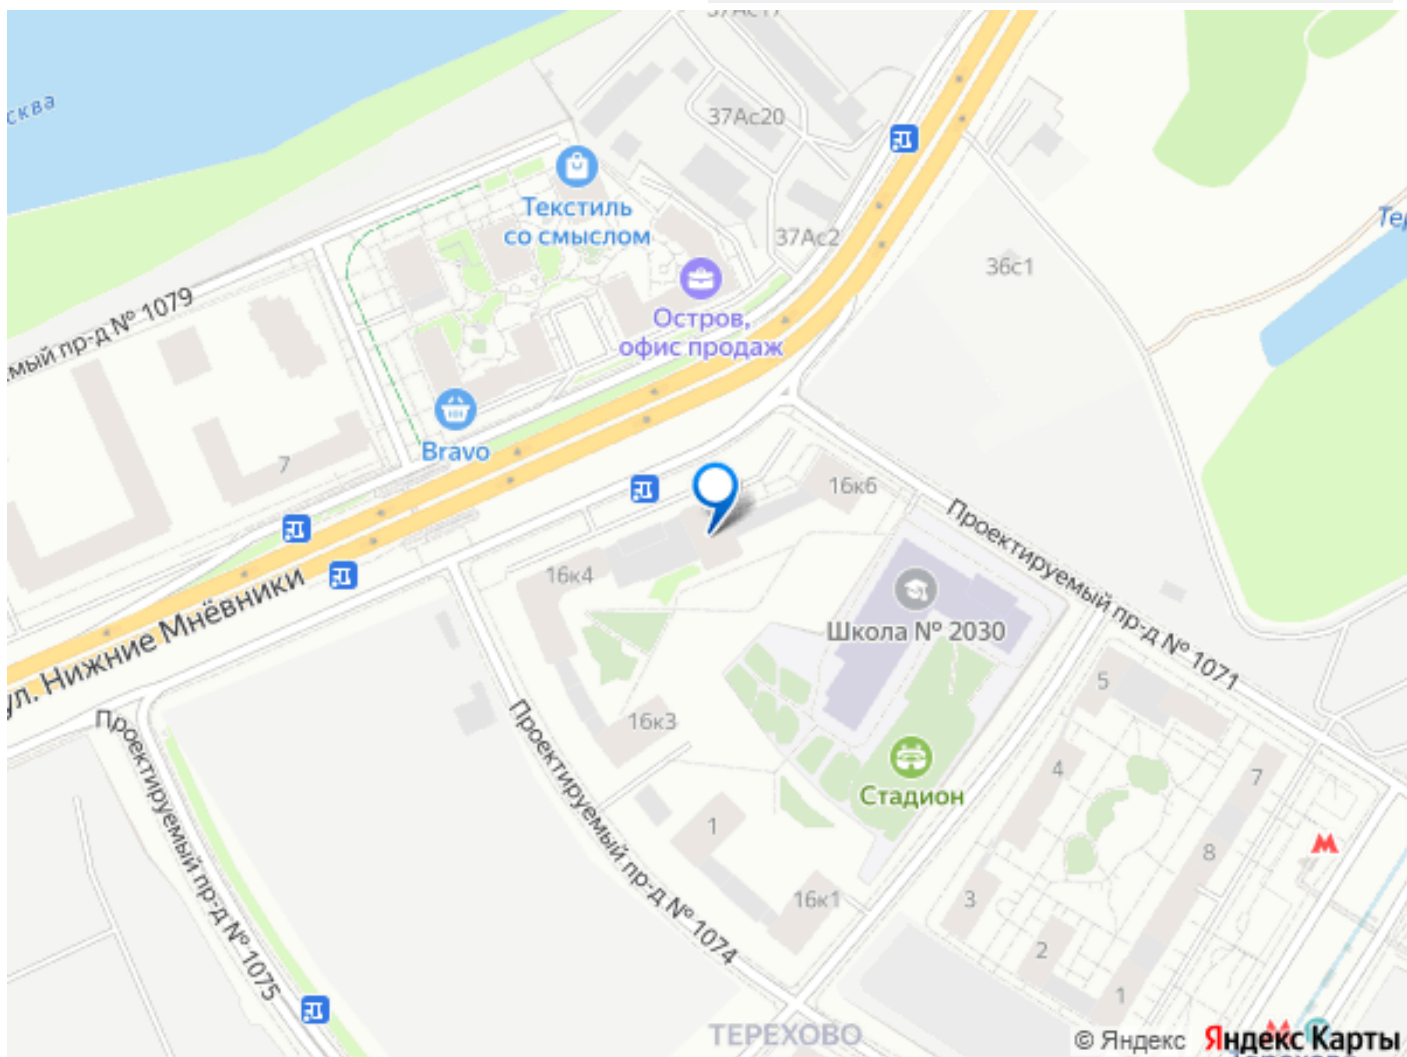 37Ас17
сква
37Ас20
Текстиль
со смыслом
37Ас2
36с1
Остров,
офис продаж
мый пр-д № 1079
Bravo
7
16к6
Проектируемый пр-д № 1071
16к4
Школа № 2030
ул. Нижние Мнёвники
16к3
5
4
7
Стадион
1
8
Проектируемый пр-д № 1075
Проектируемый пр-д № 1074
16к1
3
2
1
ТЕРЕХОВО
© Яндекс Яндекс Карты